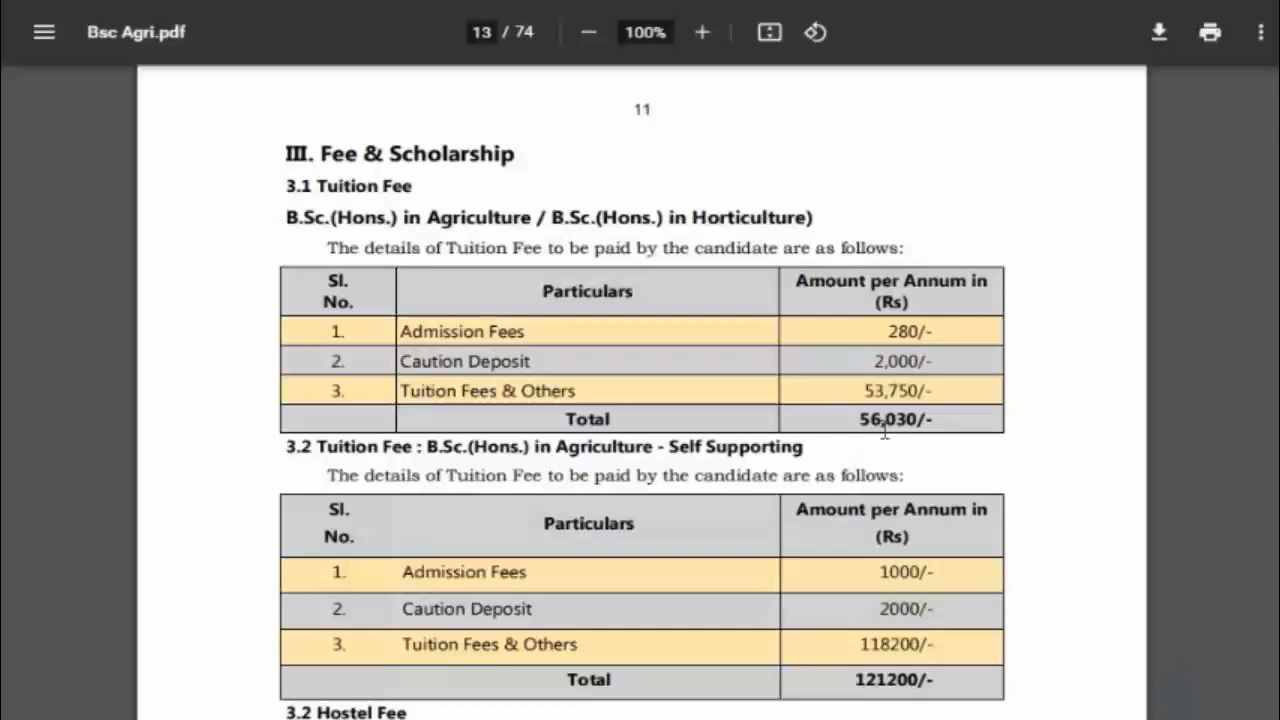 Bsc Agri.pdf
13 / 74
100%
11
III. Fee & Scholarship
3.1 Tuition Fee
B.Sc.(Hons.) in Agriculture / B.Sc.(Hons.) in Horticulture)
The details of Tuition Fee to be paid by the candidate are as follows:
Sl. No. Particulars Amount per Annum in (Rs)
1. Admission Fees 280/-
2. Caution Deposit 2,000/-
3. Tuition Fees & Others 53,750/-
Total 56,030/-
3.2 Tuition Fee : B.Sc.(Hons.) in Agriculture - Self Supporting
The details of Tuition Fee to be paid by the candidate are as follows:
Sl. No. Particulars Amount per Annum in (Rs)
1. Admission Fees 1000/-
2. Caution Deposit 2000/-
3. Tuition Fees & Others 118200/-
Total 121200/-
3.2 Hostel Fee